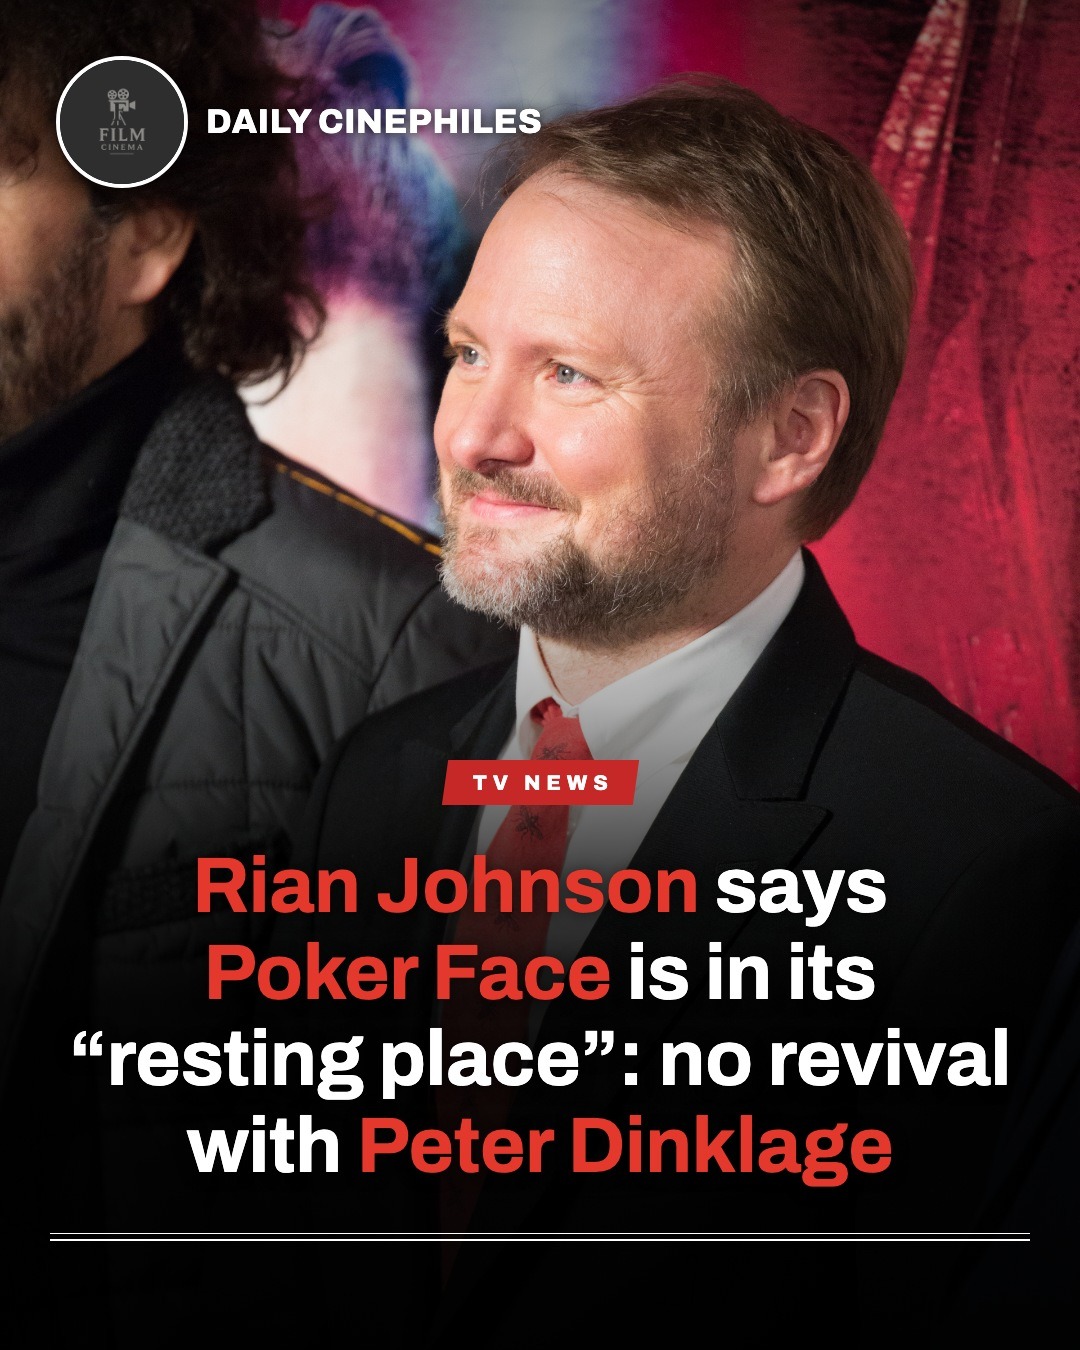 FILM
CINEMA
DAILY CINEPHILES
TV NEWS
Rian Johnson says
Poker Face is in its
“resting place”: no revival
with Peter Dinklage